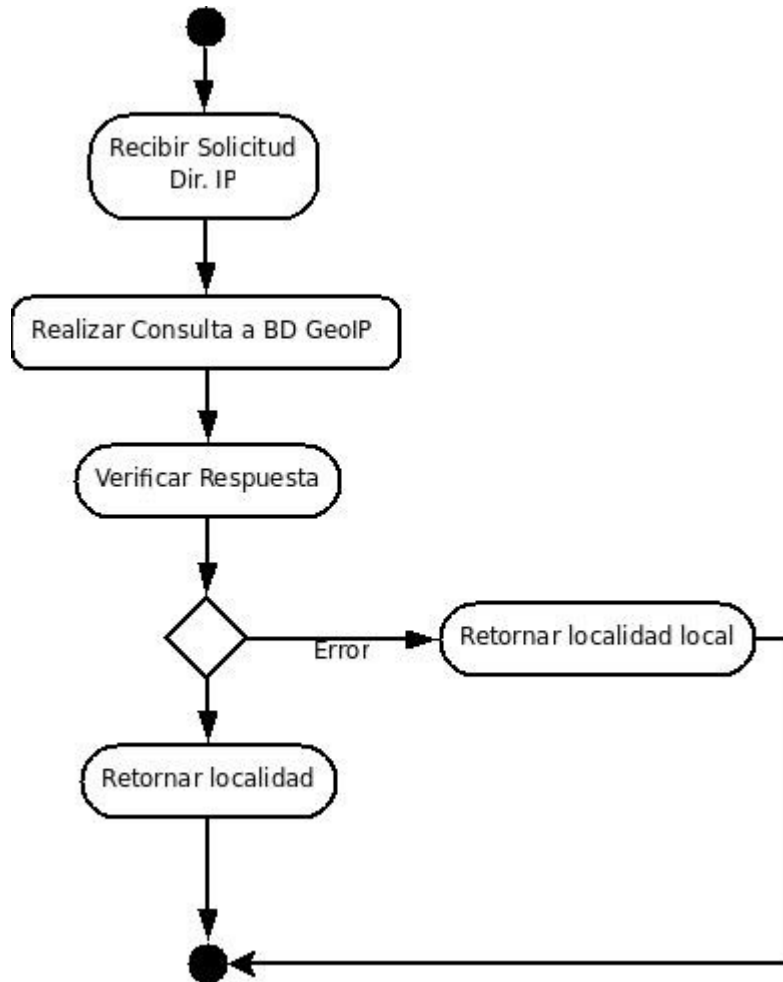 Recibir Solicitud
Dir. IP
Realizar Consulta a BD GeoIP
Verificar Respuesta
Error
Retornar localidad local
Retornar localidad